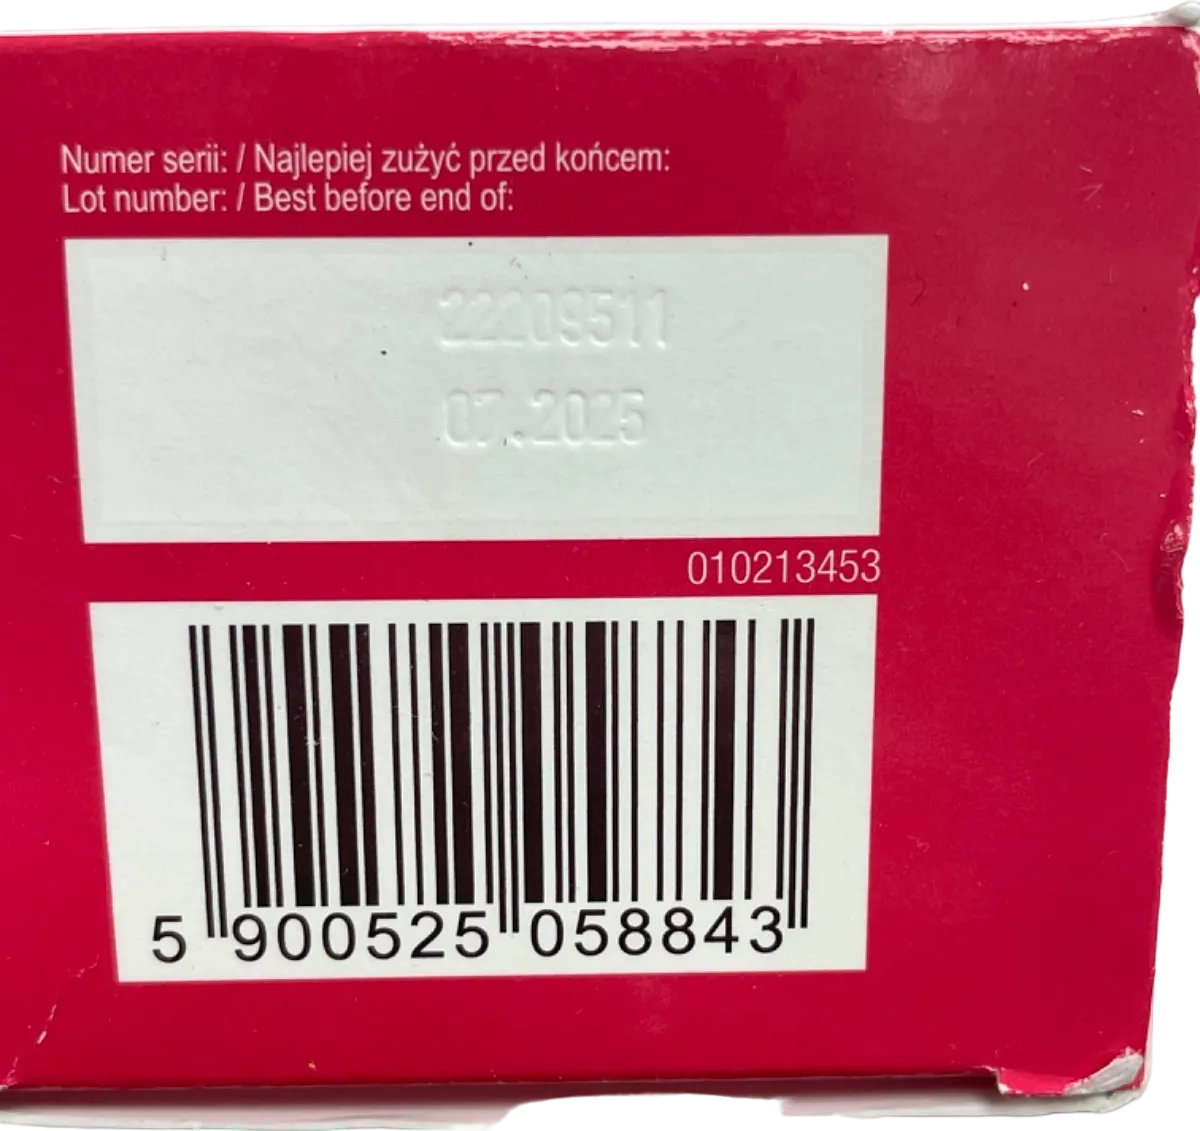 Numer serii: / Najlepiej zużyć przed końcem:
Lot number: / Best before end of:
22209511
07.2025
010213453
5 900525 058843